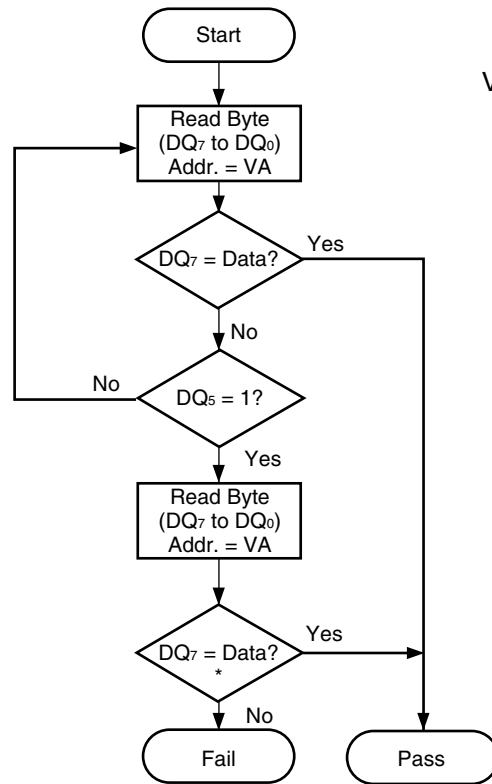 Start
V
Read Byte
(DQ7 to DQ0)
Addr. = VA
DQ7 = Data?
Yes
No
No
DQ5 = 1?
Yes
Read Byte
(DQ7 to DQ0)
Addr. = VA
DQ7 = Data?
*
Yes
No
Fail
Pass